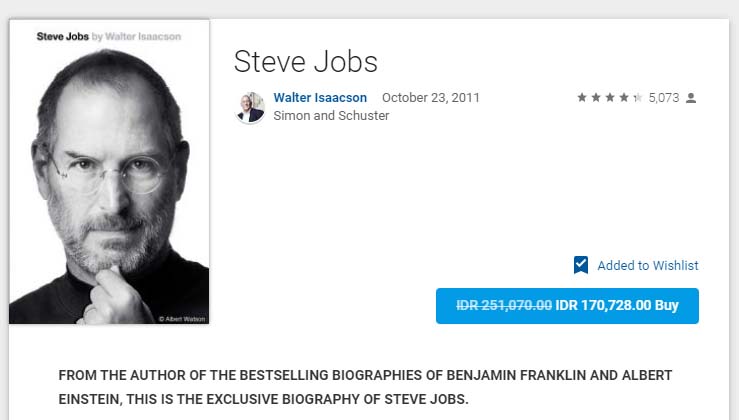 Steve Jobs by Walter Isaacson
© Albert Watson
Steve Jobs
Walter Isaacson October 23, 2011
5,073
Simon and Schuster
Added to Wishlist
IDR 251,070.00 IDR 170,728.00 Buy
FROM THE AUTHOR OF THE BESTSELLING BIOGRAPHIES OF BENJAMIN FRANKLIN AND ALBERT
EINSTEIN, THIS IS THE EXCLUSIVE BIOGRAPHY OF STEVE JOBS.